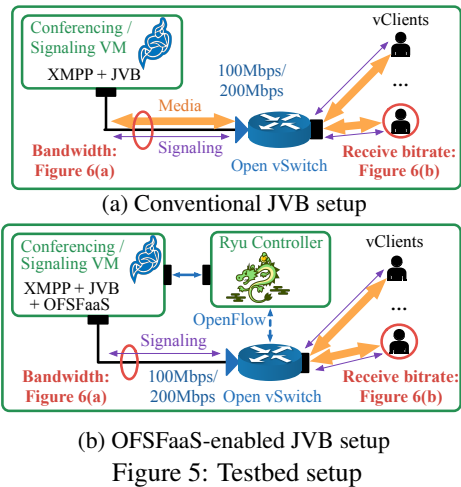 Conferencing /
Signaling VM
XMPP + JVB
vClients
100Mbps/
200Mbps
Media
...
Signaling
Bandwidth:
Figure 6(a)
Open vSwitch
Receive bitrate:
Figure 6(b)
(a) Conventional JVB setup
Conferencing /
Signaling VM
XMPP + JVB
+ OFSFaaS
Ryu Controller
vClients
OpenFlow
...
Signaling
Bandwidth:
Figure 6(a)
100Mbps/
200Mbps
Open vSwitch
Receive bitrate:
Figure 6(b)
(b) OFSFaaS-enabled JVB setup
Figure 5: Testbed setup